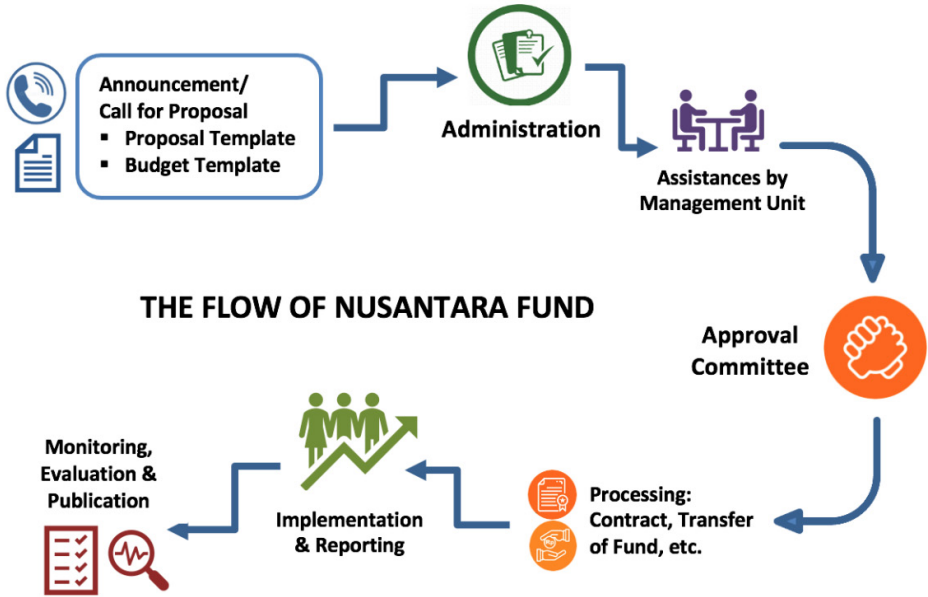 Announcement/
Call for Proposal
▪ Proposal Template
▪ Budget Template
Administration
Assistances by
Management Unit
THE FLOW OF NUSANTARA FUND
Approval
Committee
Processing:
Contract, Transfer
of Fund, etc.
Implementation
& Reporting
Monitoring,
Evaluation &
Publication